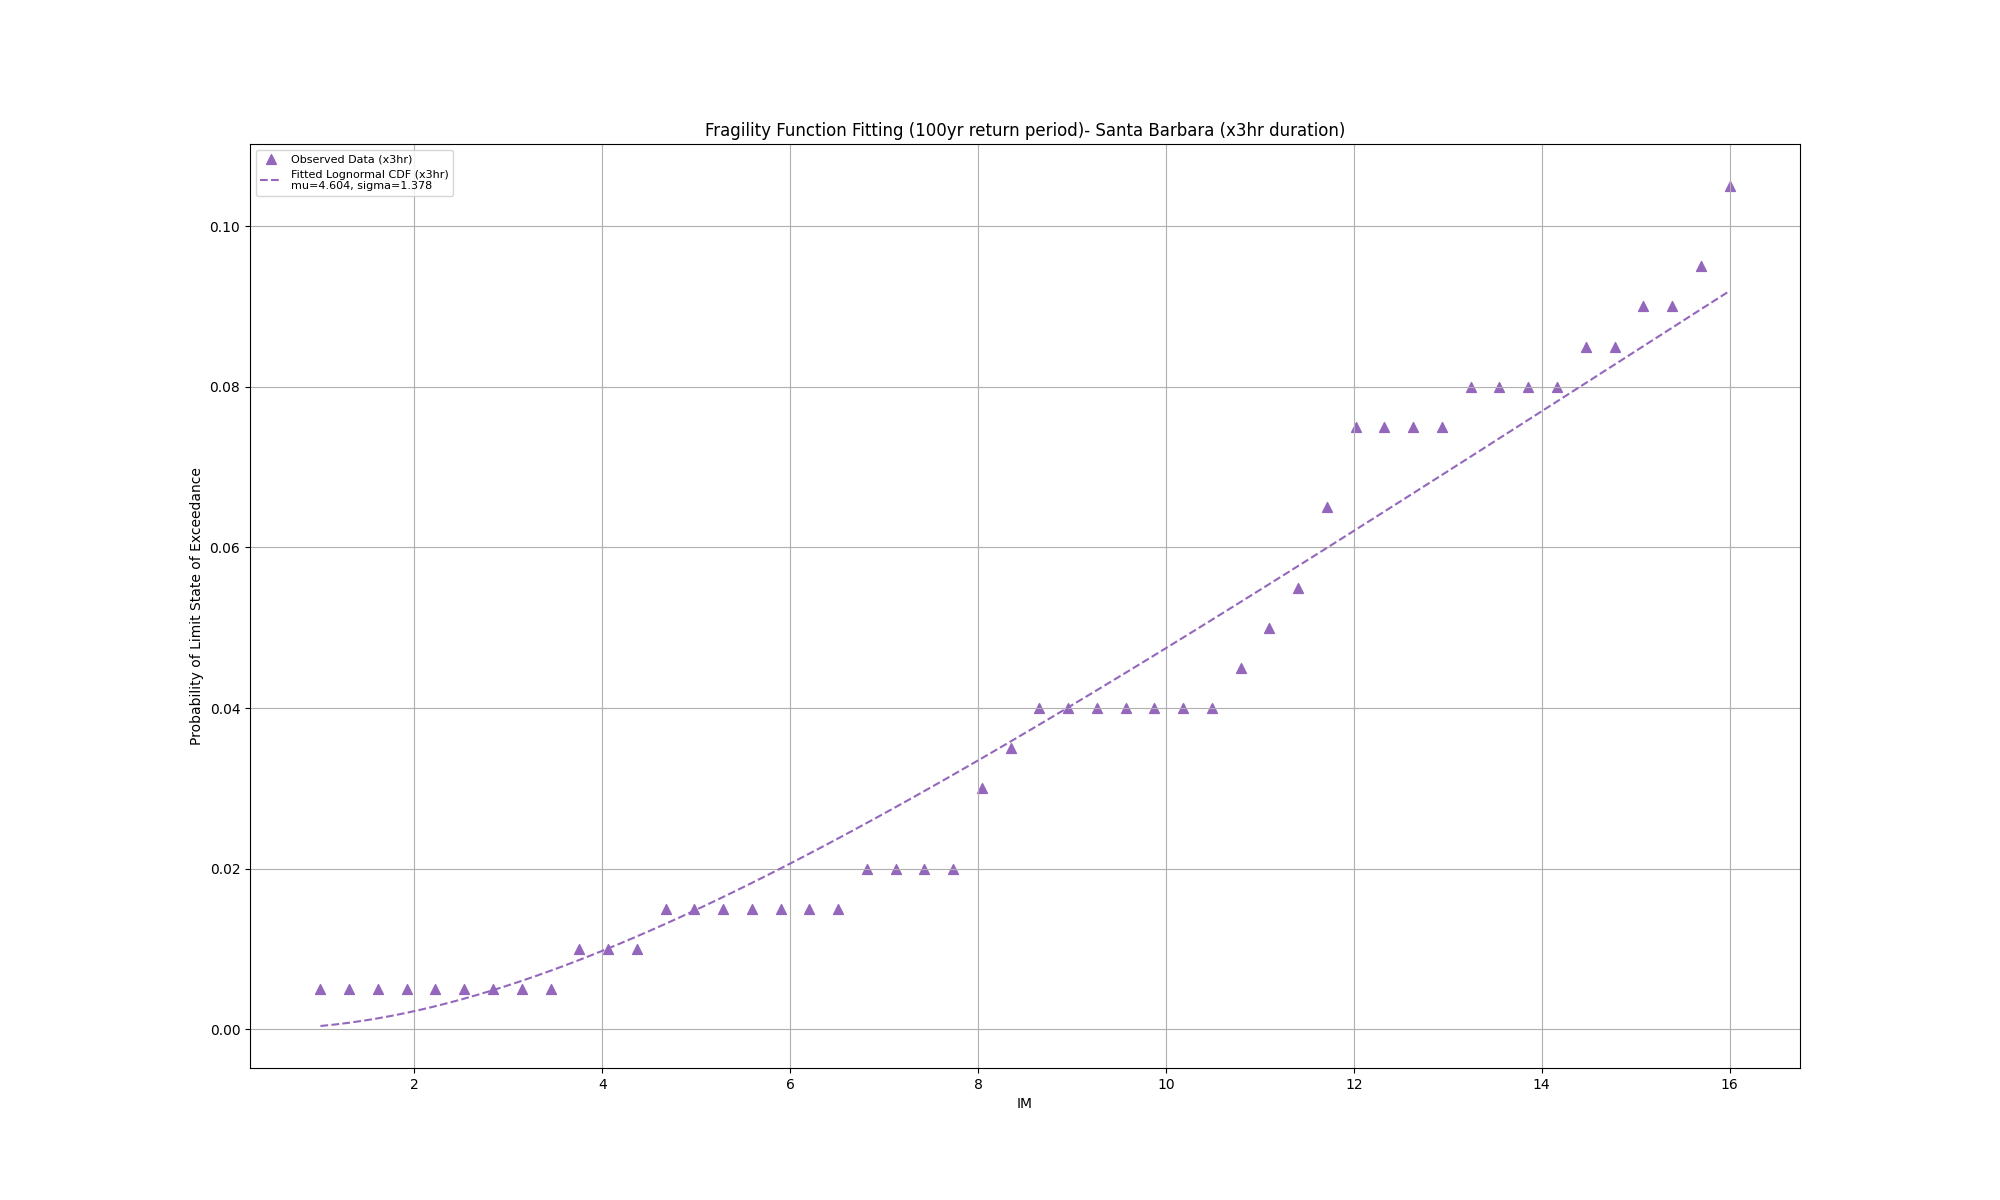 Fragility Function Fitting (100yr return period)- Santa Barbara (x3hr duration)
Observed Data (x3hr)
Fitted Lognormal CDF (x3hr)
mu=4.604, sigma=1.378
Probability of Limit State of Exceedance
0.10
0.08
0.06
0.04
0.02
0.00
2 4 6 8 10 12 14 16
IM